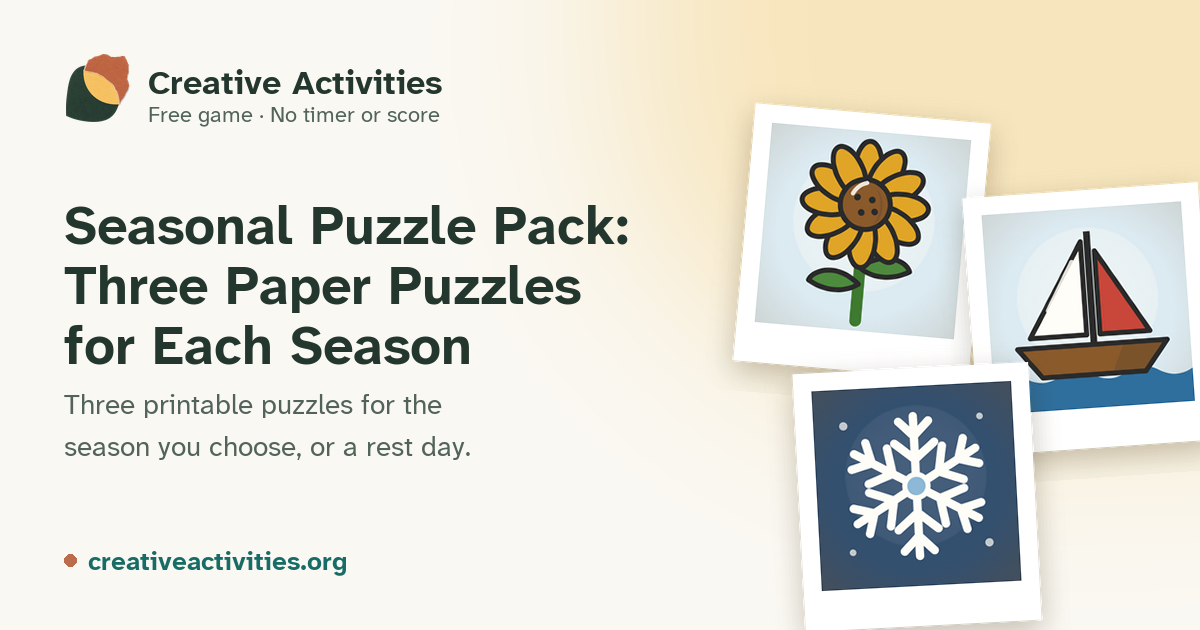 Creative Activities
Free game · No timer or score
Seasonal Puzzle Pack:
Three Paper Puzzles
for Each Season
Three printable puzzles for the
season you choose, or a rest day.
creativeactivities.org